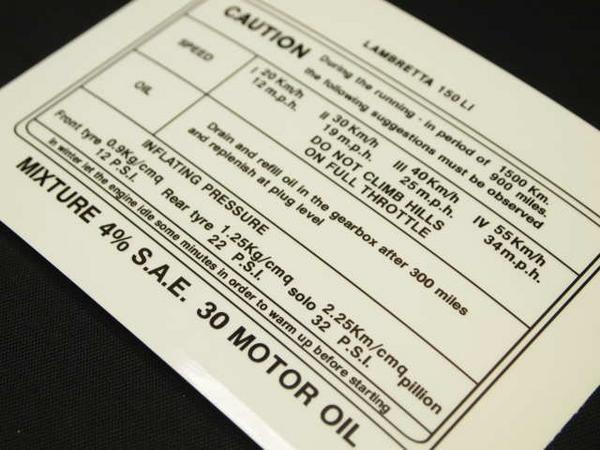 LAMBRETTA 150 LI
CAUTION During the running - in period of 1500 Km. 900 miles.
the following suggestions must be observed
SPEED I 20 Km/h II 30 Km/h III 40 Km/h IV 55 Km/h
12 m.p.h. 19 m.p.h. 25 m.p.h. 34 m.p.h.
DO NOT CLIMB HILLS
ON FULL THROTTLE
OIL Drain and refill oil in the gearbox after 300 miles
and replenish at plug level
INFLATING PRESSURE
Front tyre 0.9Kg/cmq Rear tyre 1.25Kg/cmq solo 2.25Km/cmq pillion
12 P.S.I. 22 P.S.I. 32 P.S.I.
in winter let the engine idle some minutes in order to warm up before starting
MIXTURE 4% S.A.E. 30 MOTOR OIL